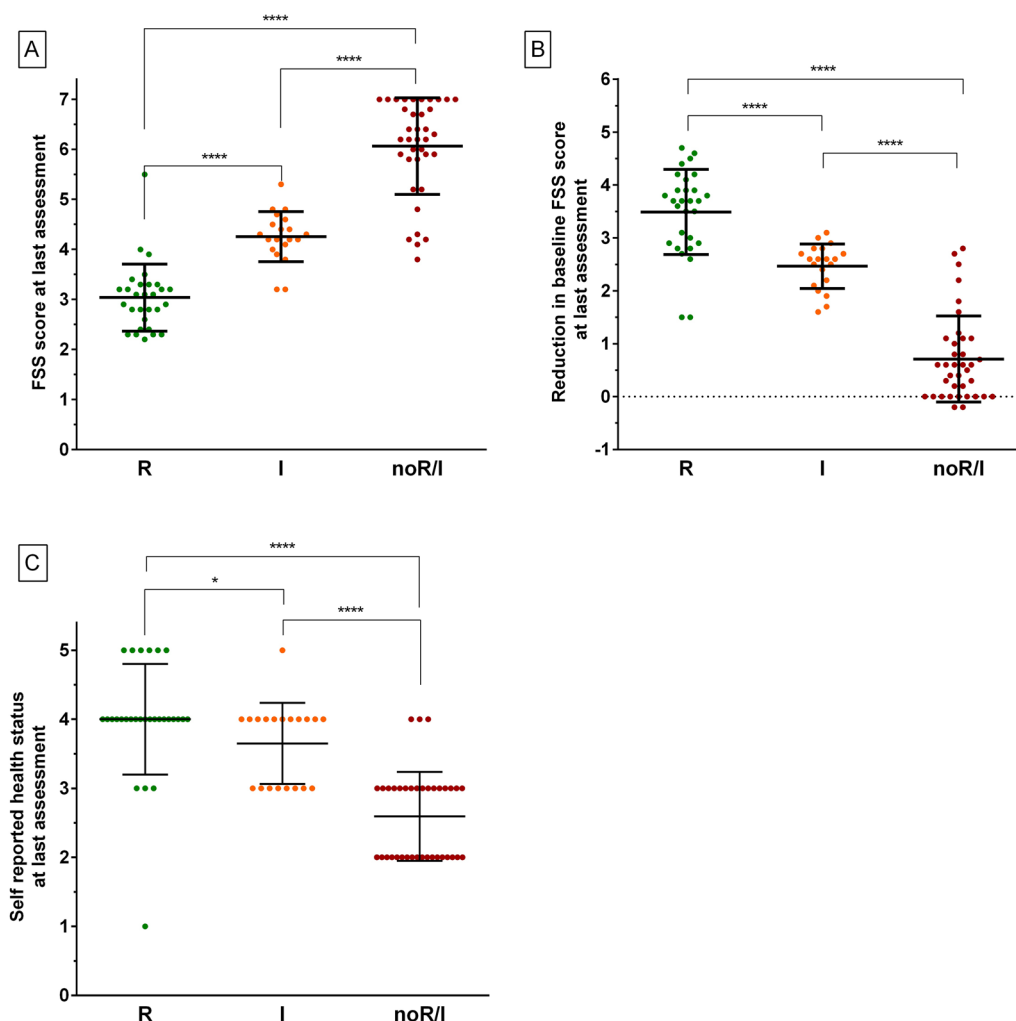 A
****
****
****
FSS score at last assessment
7
6
5
4
3
2
1
0
R
I
noR/I
B
****
****
****
Reduction in baseline FSS score
at last assessment
6
5
4
3
2
1
0
-1
R
I
noR/I
C
****
*
****
Self reported health status
at last assessment
5
4
3
2
1
0
R
I
noR/I